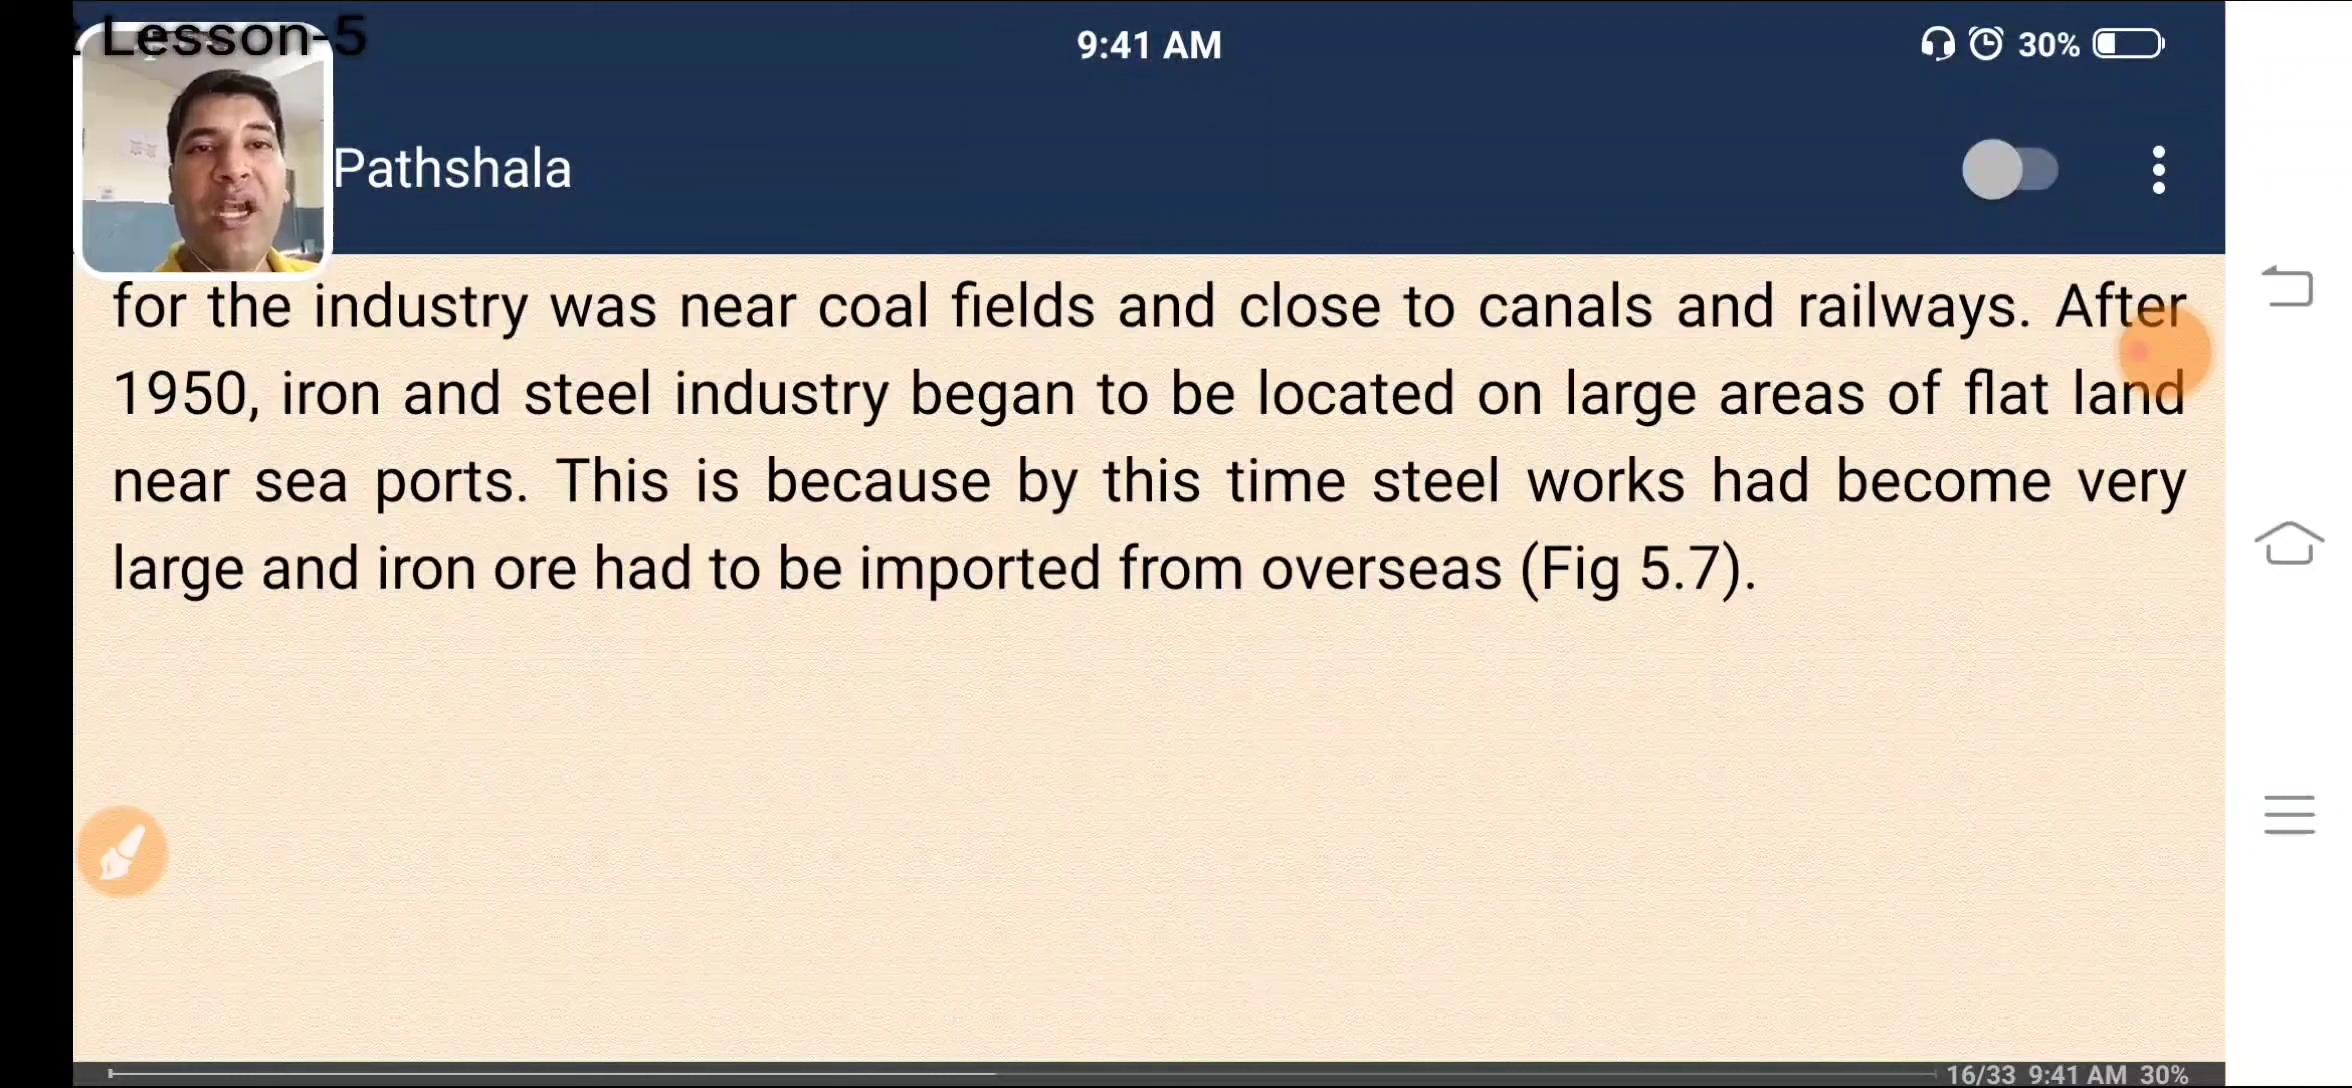 Lesson-5
9:41 AM
30%
Pathshala
for the industry was near coal fields and close to canals and railways. After
1950, iron and steel industry began to be located on large areas of flat land
near sea ports. This is because by this time steel works had become very
large and iron ore had to be imported from overseas (Fig 5.7).
16/33 9:41 AM 30%